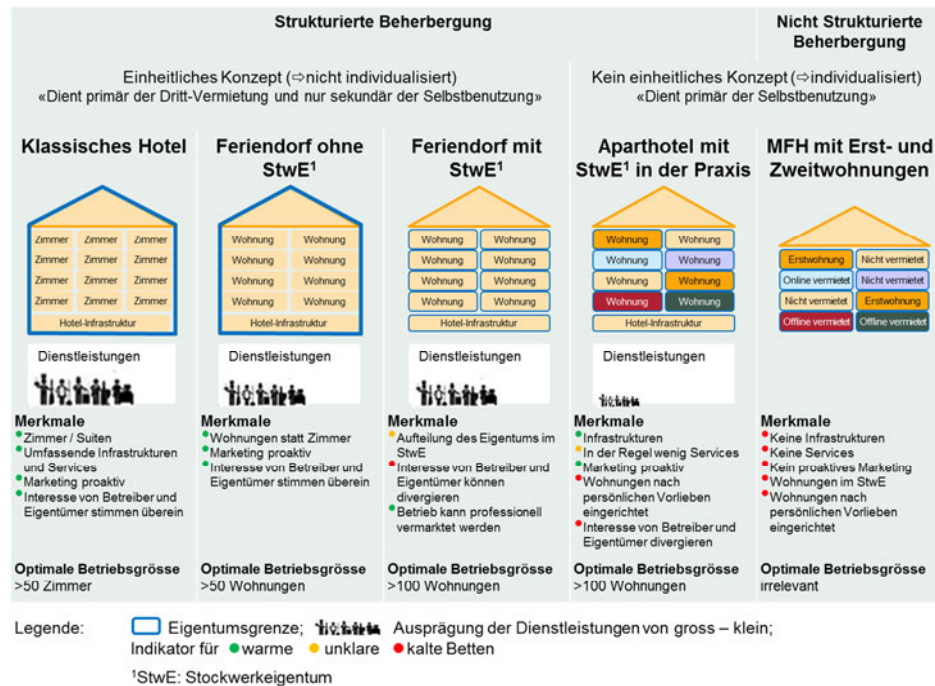 Strukturierte Beherbergung
Nicht Strukturierte
Beherbergung
Einheitliches Konzept (⇨nicht individualisiert)
«Dient primär der Dritt-Vermietung und nur sekundär der Selbstbenutzung»
Kein einheitliches Konzept (⇨individualisiert)
«Dient primär der Selbstbenutzung»
Klassisches Hotel
Zimmer Zimmer Zimmer
Zimmer Zimmer Zimmer
Zimmer Zimmer Zimmer
Zimmer Zimmer Zimmer
Hotel-Infrastruktur
Dienstleistungen
Merkmale
Zimmer / Suiten
Umfassende Infrastrukturen
und Services
Marketing proaktiv
Interesse von Betreiber und
Eigentümer stimmen überein
Optimale Betriebsgrösse
>50 Zimmer
Feriendorf ohne
StwE¹
Wohnung Wohnung
Wohnung Wohnung
Wohnung Wohnung
Wohnung Wohnung
Hotel-Infrastruktur
Dienstleistungen
Merkmale
Wohnungen statt Zimmer
Marketing proaktiv
Interesse von Betreiber und
Eigentümer stimmen überein
Optimale Betriebsgrösse
>50 Wohnungen
Feriendorf mit
StwE¹
Wohnung Wohnung
Wohnung Wohnung
Wohnung Wohnung
Wohnung Wohnung
Hotel-Infrastruktur
Dienstleistungen
Merkmale
Aufteilung des Eigentums im
StwE
Interesse von Betreiber und
Eigentümer können
divergieren
Betrieb kann professionell
vermarktet werden
Optimale Betriebsgrösse
>100 Wohnungen
Aparthotel mit
StwE¹ in der Praxis
Wohnung Wohnung
Wohnung Wohnung
Wohnung Wohnung
Wohnung Wohnung
Hotel-Infrastruktur
Dienstleistungen
Merkmale
Infrastrukturen
In der Regel wenig Services
Marketing proaktiv
Wohnungen nach
persönlichen Vorlieben
eingerichtet
Interesse von Betreiber und
Eigentümer divergieren
Optimale Betriebsgrösse
>100 Wohnungen
MFH mit Erst- und
Zweitwohnungen
Erstwohnung Nicht vermietet
Online vermietet Nicht vermietet
Nicht vermietet Erstwohnung
Offline vermietet Offline vermietet
Merkmale
Keine Infrastrukturen
Keine Services
Kein proaktives Marketing
Wohnungen im StwE
Wohnungen nach
persönlichen Vorlieben
eingerichtet
Optimale Betriebsgrösse
irrelevant
Legende: Eigentumsgrenze; Ausprägung der Dienstleistungen von gross – klein;
Indikator für warme unklare kalte Betten
¹StwE: Stockwerkeigentum